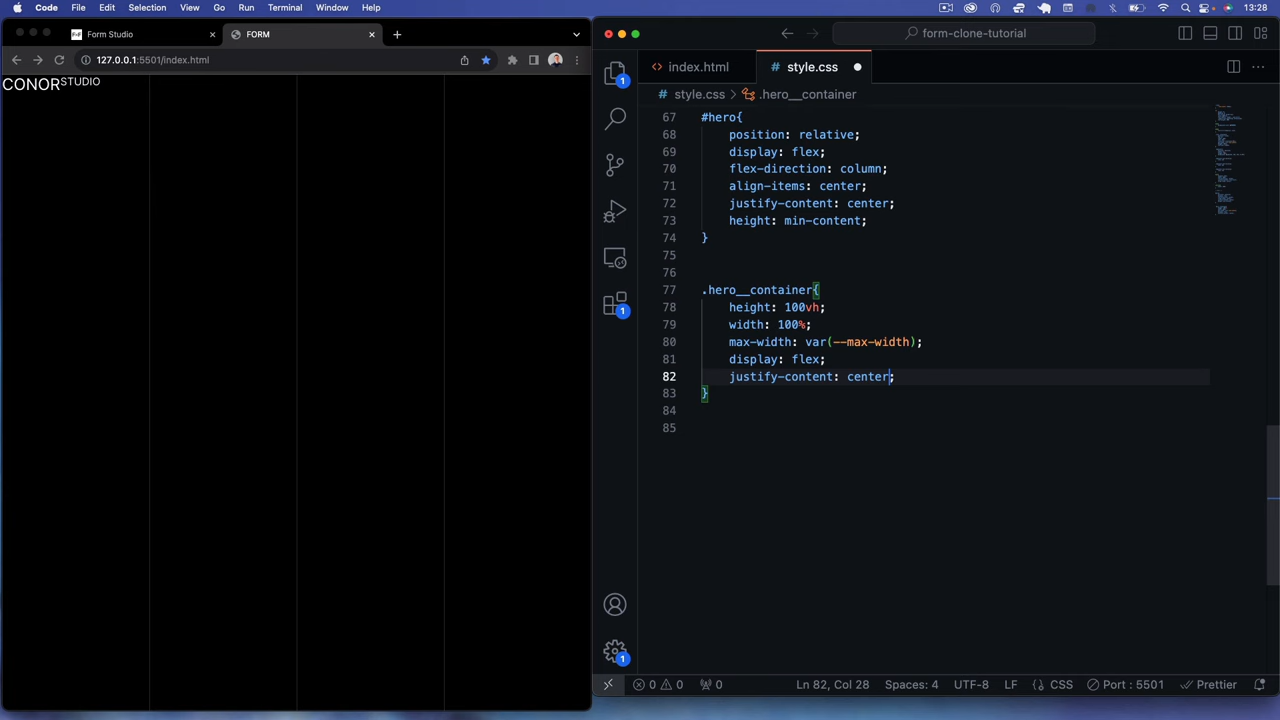 Code File Edit Selection View Go Run Terminal Window Help 13:28
F+F Form Studio FORM
127.0.0.1:5501/index.html
CONORSTUDIO
form-clone-tutorial
index.html # style.css
# style.css > .hero__container
67 #hero{
68 position: relative;
69 display: flex;
70 flex-direction: column;
71 align-items: center;
72 justify-content: center;
73 height: min-content;
74 }
75
76
77 .hero__container{
78 height: 100vh;
79 width: 100%;
80 max-width: var(--max-width);
81 display: flex;
82 justify-content: center;
83 }
84
85
1
1
1
0 0 0 Ln 82, Col 28 Spaces: 4 UTF-8 LF {} CSS Port : 5501 Prettier